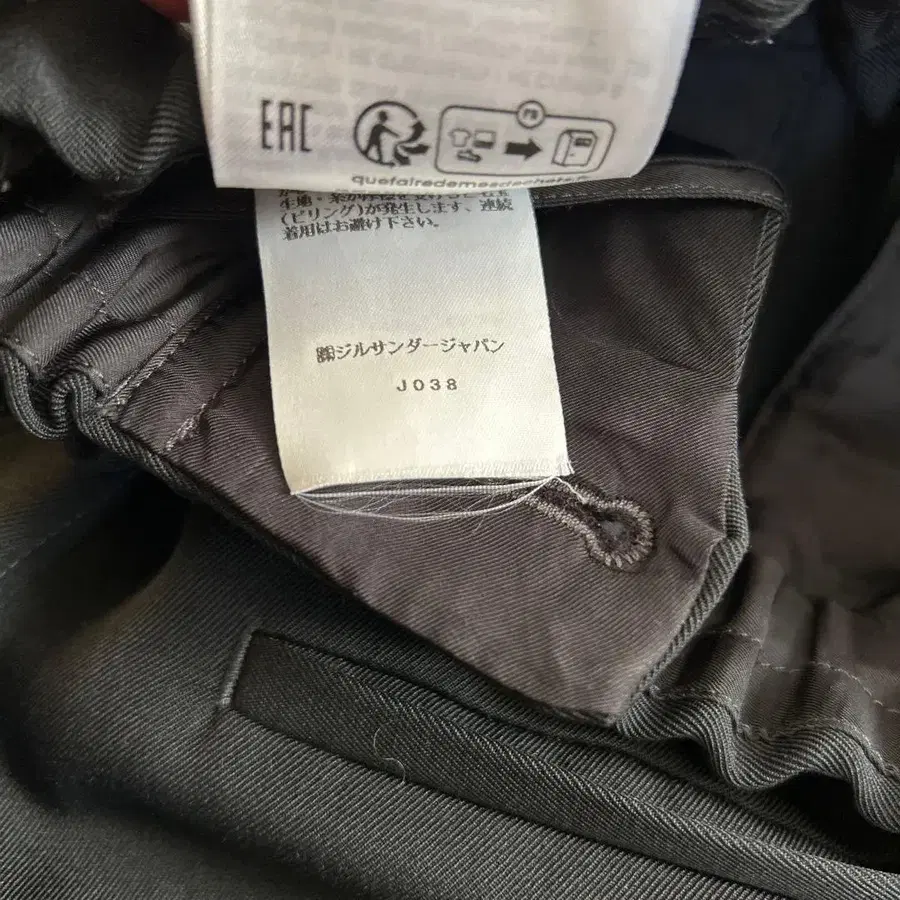 EAC
FR
quefairedemesdechets.fr
(ピリング)が発生します、連続
着用はお避け下さい。
㈱ジルサンダージャパン
J038